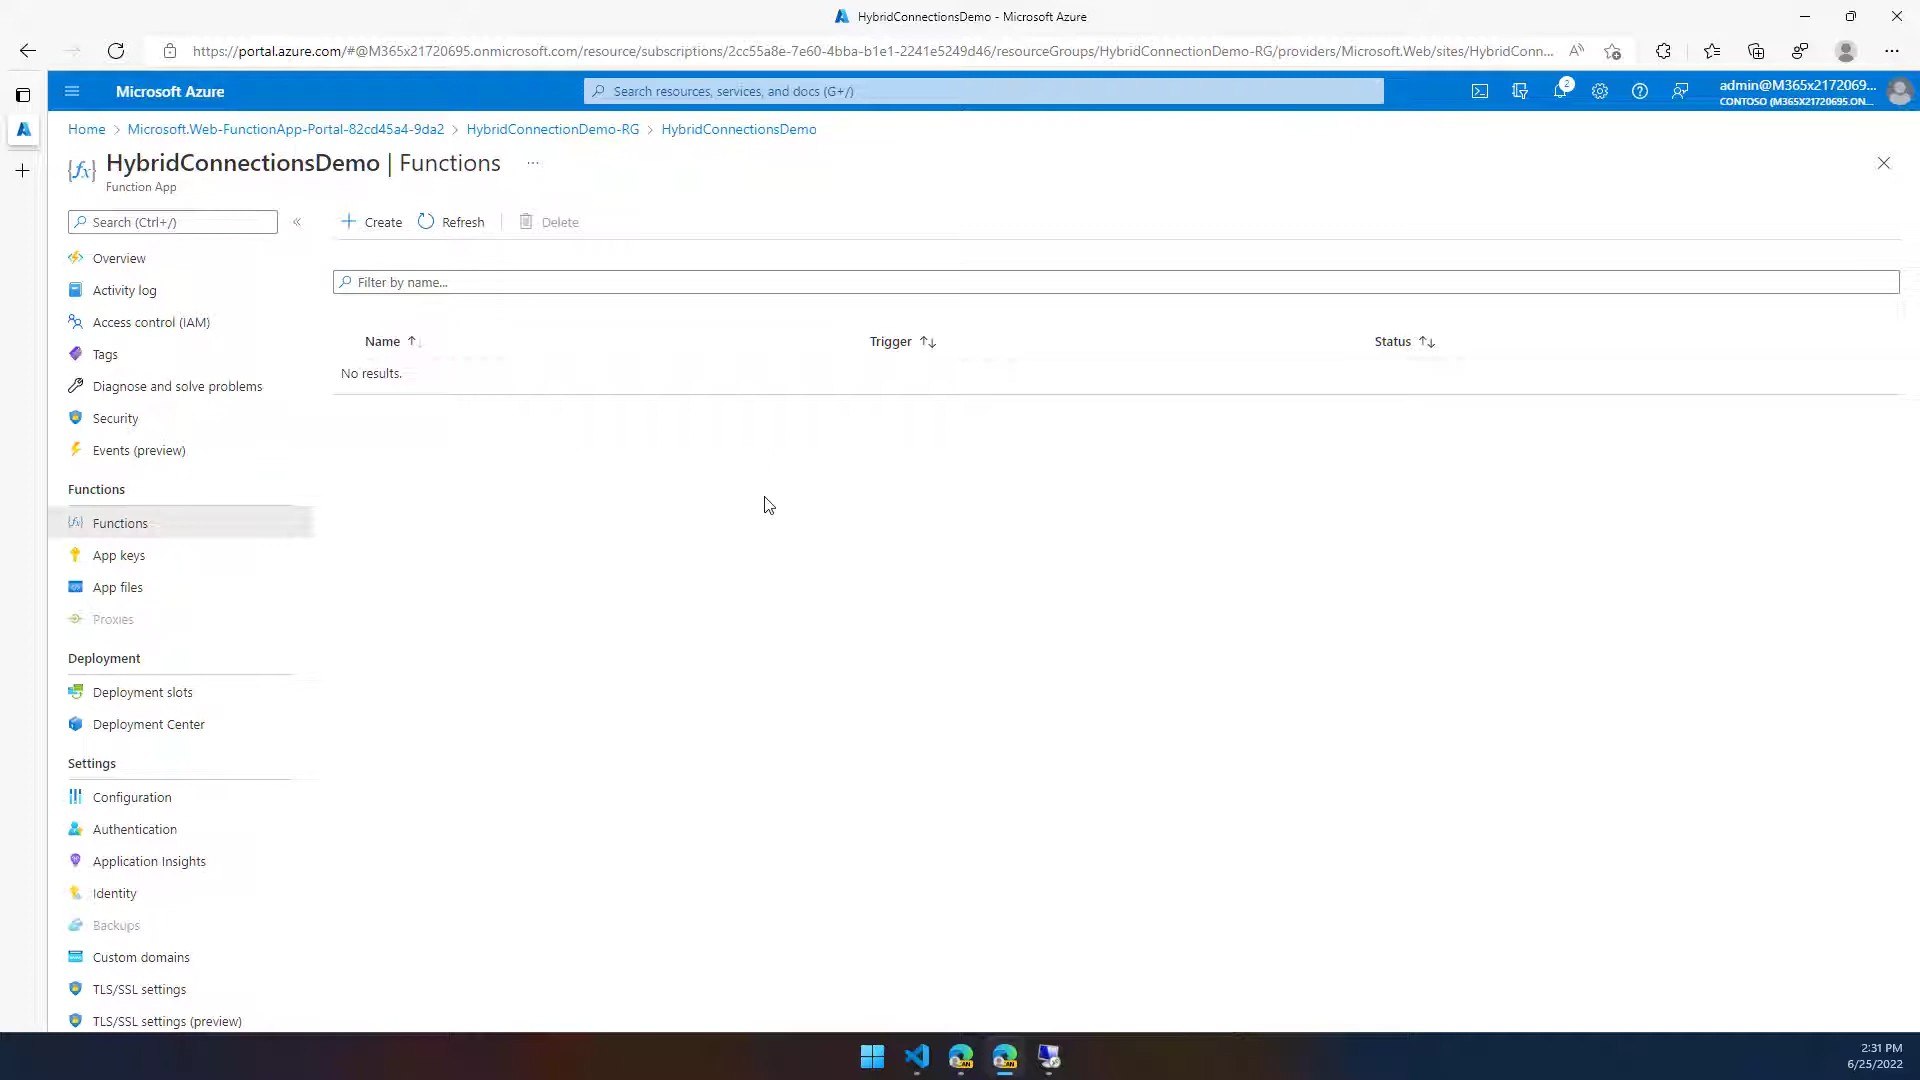 HybridConnectionsDemo - Microsoft Azure
https://portal.azure.com/#@M365x21720695.onmicrosoft.com/resource/subscriptions/2cc55a8e-7e60-4bba-b1e1-2241e5249d46/resourceGroups/HybridConnectionDemo-RG/providers/Microsoft.Web/sites/HybridConn...
Microsoft Azure
Search resources, services, and docs (G+/)
2
admin@M365x2172069...
CONTOSO (M365X21720695.ON...
Home > Microsoft.Web-FunctionApp-Portal-82cd45a4-9da2 > HybridConnectionDemo-RG > HybridConnectionsDemo
HybridConnectionsDemo | Functions ...
Function App
Search (Ctrl+/)
Create
Refresh
Delete
Overview
Activity log
Access control (IAM)
Tags
Diagnose and solve problems
Security
Events (preview)
Functions
Functions
App keys
App files
Proxies
Deployment
Deployment slots
Deployment Center
Settings
Configuration
Authentication
Application Insights
Identity
Backups
Custom domains
TLS/SSL settings
TLS/SSL settings (preview)
Filter by name...
Name
Trigger
Status
No results.
2:31 PM
6/25/2022